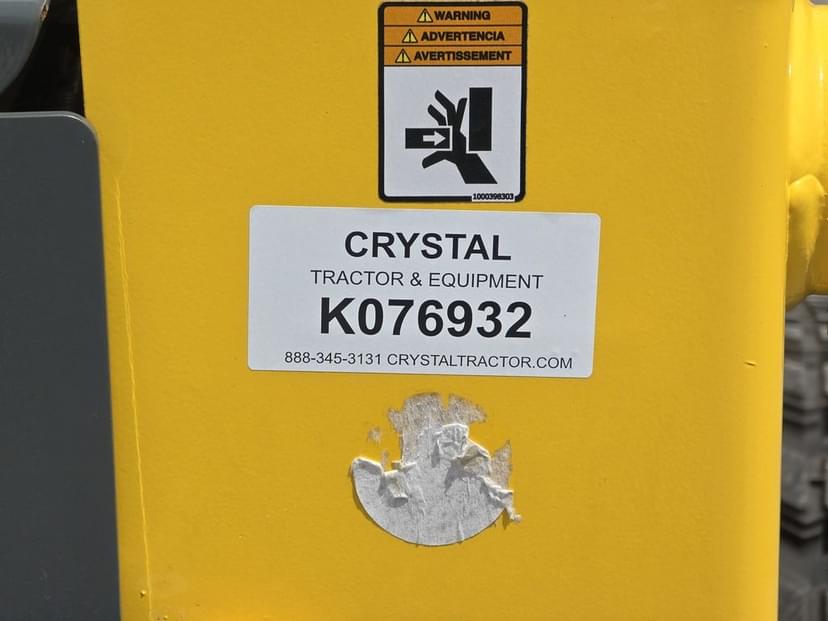 WARNING
ADVERTENCIA
AVERTISSEMENT
1000398303
CRYSTAL
TRACTOR & EQUIPMENT
K076932
888-345-3131 CRYSTALTRACTOR.COM